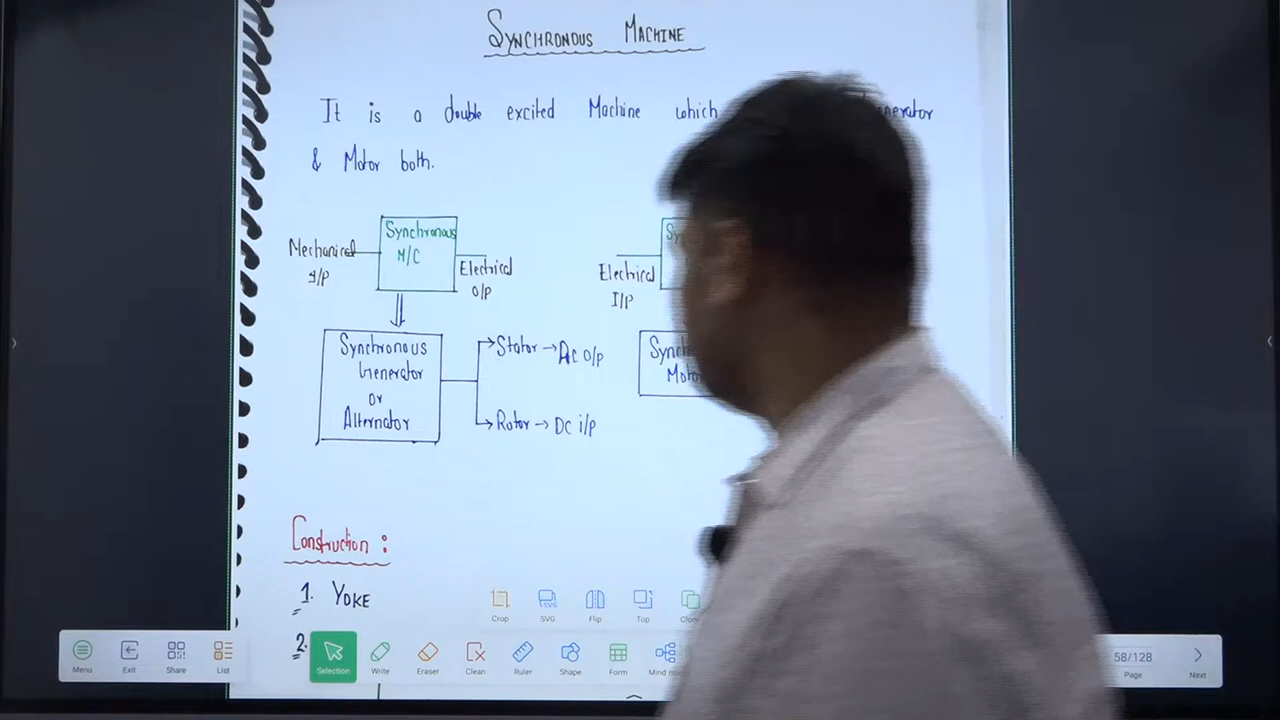 SYNCHRONOUS MACHINE
It is a double excited Machine which
& Motor both.
Mechanical I/P
Synchronous M/C
Electrical O/P
Electrical I/P
Synchronous Generator or Alternator
Stator → AC O/P
Rotor → DC i/p
Construction :
1. YOKE
2.
Crop SVG Flip Top
Menu Exit Share List Selection Write Eraser Clean Ruler Shape Form
58/128
Page Next